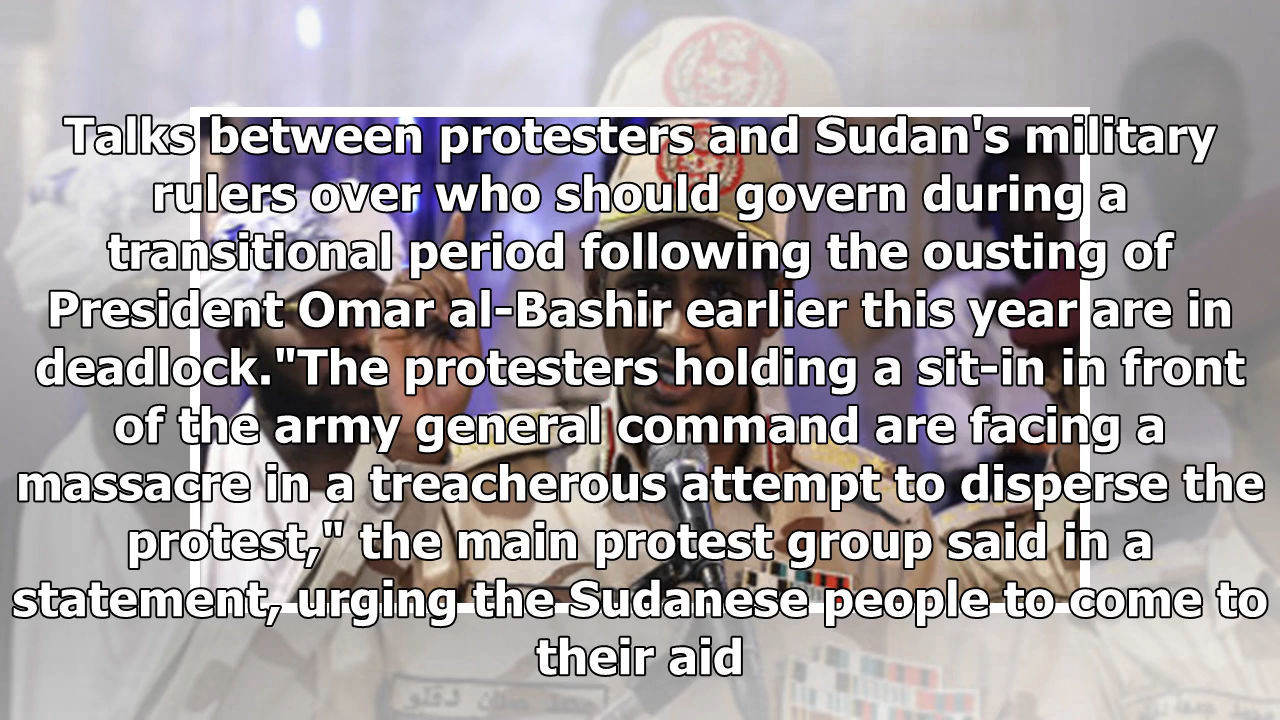 Talks between protesters and Sudan's military
rulers over who should govern during a
transitional period following the ousting of
President Omar al-Bashir earlier this year are in
deadlock."The protesters holding a sit-in in front
of the army general command are facing a
massacre in a treacherous attempt to disperse the
protest," the main protest group said in a
statement, urging the Sudanese people to come to
their aid